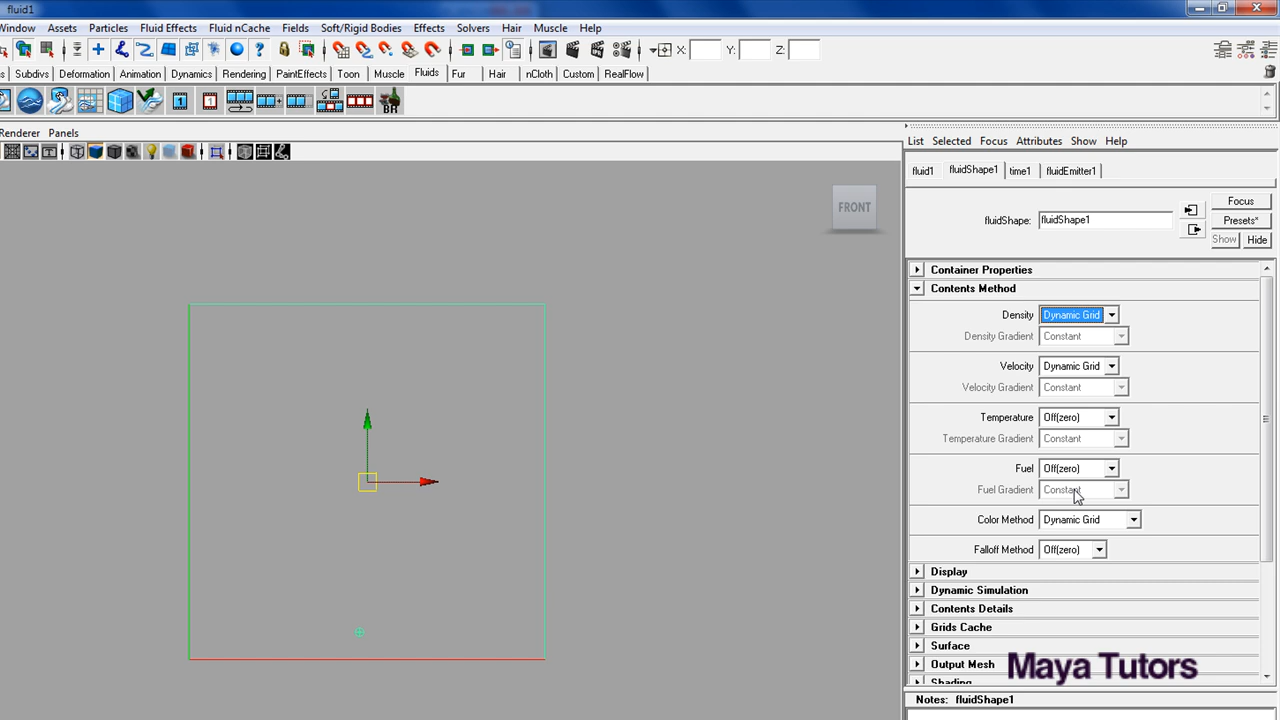 fluid1
Window Assets Particles Fluid Effects Fluid nCache Fields Soft/Rigid Bodies Effects Solvers Hair Muscle Help
X: Y: Z:
s Subdivs Deformation Animation Dynamics Rendering PaintEffects Toon Muscle Fluids Fur Hair nCloth Custom RealFlow
1 1 BR
Renderer Panels
List Selected Focus Attributes Show Help
fluid1 fluidShape1 time1 fluidEmitter1
FRONT
Focus
fluidShape: fluidShape1 Presets*
Show Hide
Container Properties
Contents Method
Density Dynamic Grid
Density Gradient Constant
Velocity Dynamic Grid
Velocity Gradient Constant
Temperature Off(zero)
Temperature Gradient Constant
Fuel Off(zero)
Fuel Gradient Constant
Color Method Dynamic Grid
Falloff Method Off(zero)
Display
Dynamic Simulation
Contents Details
Grids Cache
Surface
Output Mesh
Shading
Maya Tutors
Notes: fluidShape1